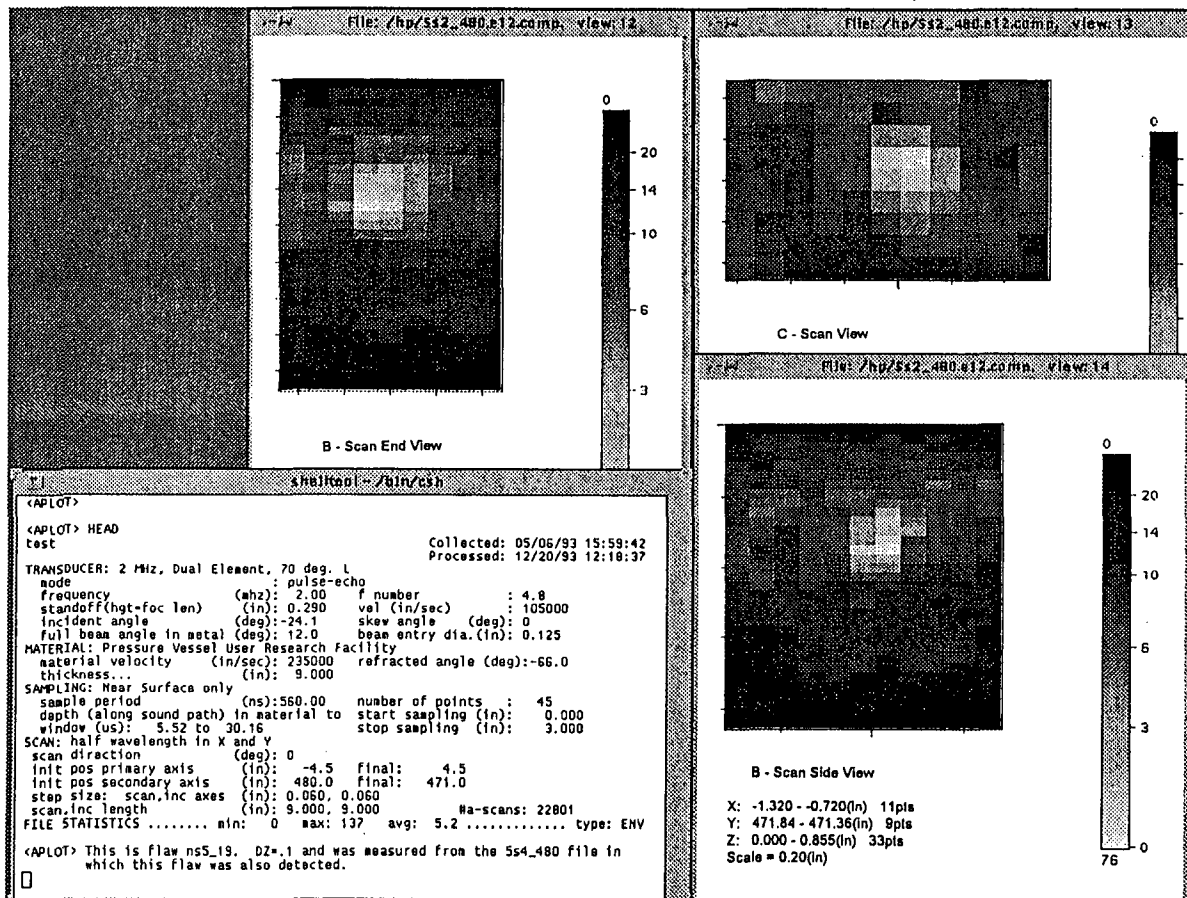 File: /hp/5s2_480.e12.comp, view:12
0
20
14
10
6
3
B - Scan End View
File: /hp/5s2_480.e12.comp, view:13
0
C - Scan View
File: /hp/5s2_480.e12.comp, view:14
0
20
14
10
6
3
0
76
B - Scan Side View
X: -1.320 - -0.720(in) 11pts
Y: 471.84 - 471.36(in) 9pts
Z: 0.000 - 0.855(in) 33pts
Scale = 0.20(in)
shelltool - /bin/csh
<APLOT>
<APLOT> HEAD
test Collected: 05/06/93 15:59:42
Processed: 12/20/93 12:18:37
TRANSDUCER: 2 MHz, Dual Element, 70 deg. L
mode : pulse-echo
frequency (mhz): 2.00 f number : 4.8
standoff(hgt-foc len) (in): 0.290 vel (in/sec) : 105000
incident angle (deg):-24.1 skew angle (deg): 0
full beam angle in metal (deg): 12.0 beam entry dia.(in): 0.125
MATERIAL: Pressure Vessel User Research Facility
material velocity (in/sec): 235000 refracted angle (deg):-66.0
thickness... (in): 9.000
SAMPLING: Near Surface only
sample period (ns):560.00 number of points : 45
depth (along sound path) in material to start sampling (in): 0.000
window (us): 5.52 to 30.16 stop sampling (in): 3.000
SCAN: half wavelength in X and Y
scan direction (deg): 0
init pos primary axis (in): -4.5 final: 4.5
init pos secondary axis (in): 480.0 final: 471.0
step size: scan,inc axes (in): 0.060, 0.060
scan,inc length (in): 9.000, 9.000 #a-scans: 22801
FILE STATISTICS ........ min: 0 max: 137 avg: 5.2 ............. type: ENV
<APLOT> This is flaw ns5_19. DZ=.1 and was measured from the 5s4_480 file in
which this flaw was also detected.